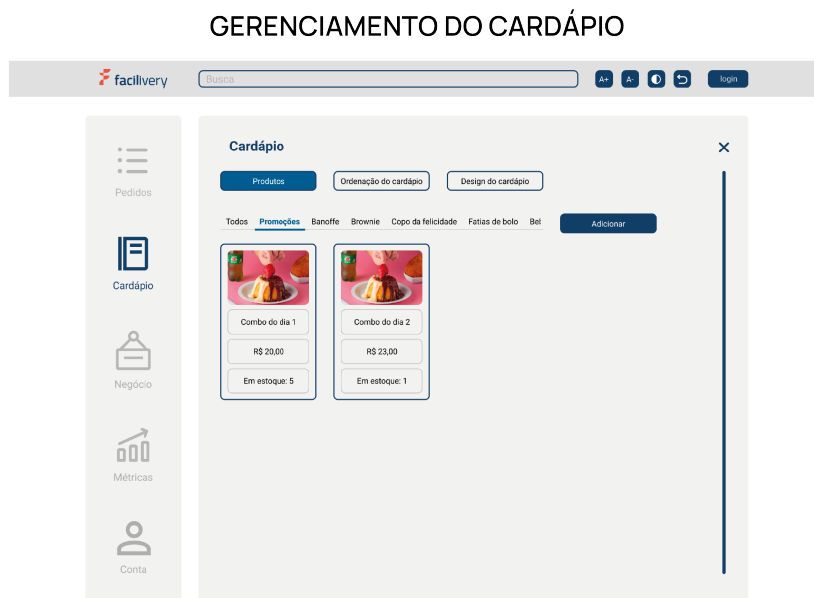 GERENCIAMENTO DO CARDÁPIO
facilivery
Busca
A+
A-
login
Pedidos
Cardápio
Negócio
Métricas
Conta
Cardápio
Produtos
Ordenação do cardápio
Design do cardápio
Todos
Promoções
Banoffe
Brownie
Copo da felicidade
Fatias de bolo
Bel
Adicionar
Combo do dia 1
R$ 20,00
Em estoque: 5
Combo do dia 2
R$ 23,00
Em estoque: 1